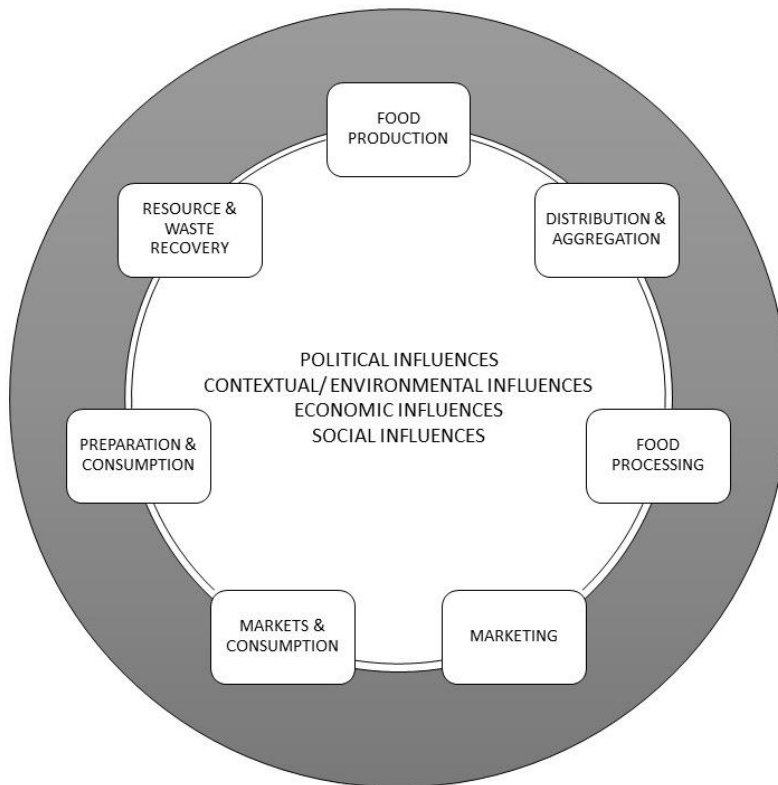 FOOD
PRODUCTION
DISTRIBUTION &
AGGREGATION
FOOD
PROCESSING
MARKETING
MARKETS &
CONSUMPTION
PREPARATION &
CONSUMPTION
RESOURCE &
WASTE
RECOVERY
POLITICAL INFLUENCES
CONTEXTUAL/ ENVIRONMENTAL INFLUENCES
ECONOMIC INFLUENCES
SOCIAL INFLUENCES